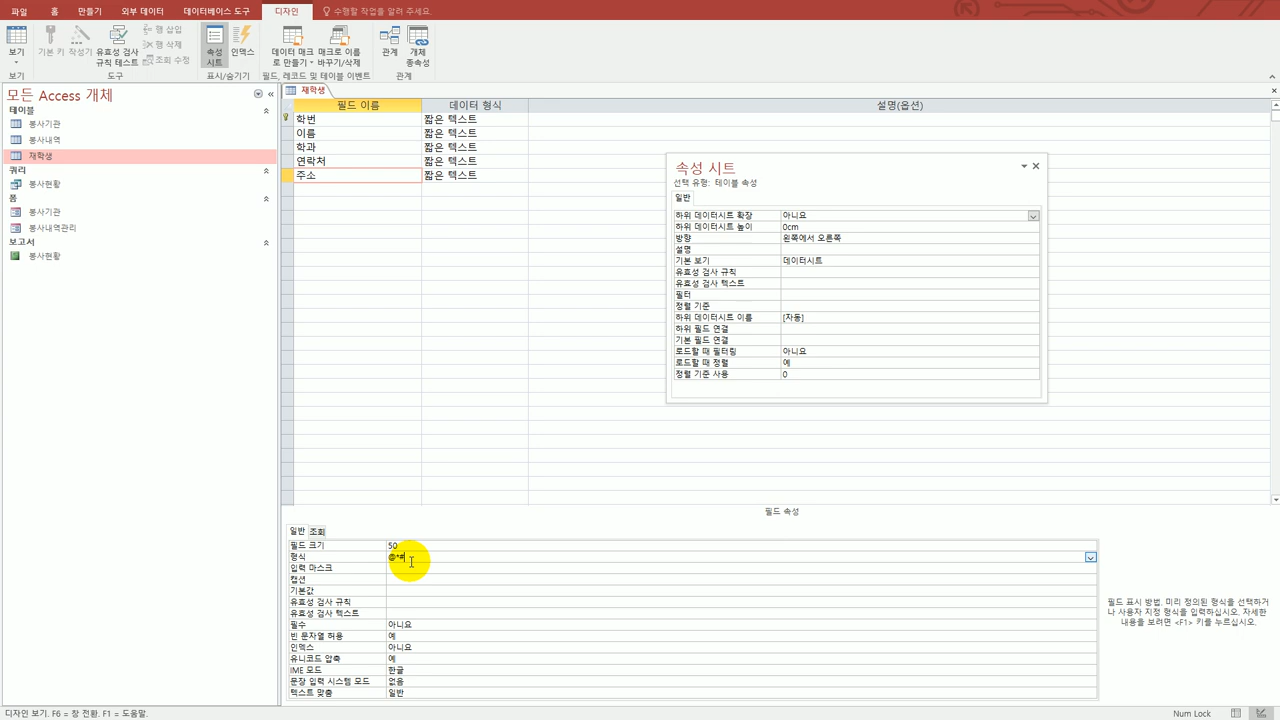 파일 홈 만들기 외부 데이터 데이터베이스 도구 디자인 수행할 작업을 알려 주세요.
보기 기본 키 작성기 유효성 검사 규칙 테스트 행 삽입 행 삭제 조회 수정 속성 시트 인덱스 데이터 매크로 만들기 매크로 이름 바꾸기/삭제 관계 개체 종속성
보기 도구 표시/숨기기 필드, 레코드 및 테이블 이벤트 관계
모든 Access 개체
테이블
봉사기관
봉사내역
재학생
쿼리
봉사현황
폼
봉사기관
봉사내역관리
보고서
봉사현황
재학생
필드 이름 데이터 형식 설명(옵션)
학번 짧은 텍스트
이름 짧은 텍스트
학과 짧은 텍스트
연락처 짧은 텍스트
주소 짧은 텍스트
속성 시트
선택 유형: 테이블 속성
일반
하위 데이터시트 확장 아니요
하위 데이터시트 높이 0cm
방향 왼쪽에서 오른쪽
설명
기본 보기 데이터시트
유효성 검사 규칙
유효성 검사 텍스트
필터
정렬 기준
하위 데이터시트 이름 [자동]
하위 필드 연결
기본 필드 연결
로드할 때 필터링 아니요
로드할 때 정렬 예
정렬 기준 사용 0
필드 속성
일반 조회
필드 크기 50
형식 @*#
입력 마스크
캡션
기본값
유효성 검사 규칙
유효성 검사 텍스트
필수 아니요
빈 문자열 허용 예
인덱스 아니요
유니코드 압축 예
IME 모드 한글
문장 입력 시스템 모드 없음
텍스트 맞춤 일반
필드 표시 방법. 미리 정의된 형식을 선택하거
나 사용자 지정 형식을 입력하십시오. 자세한
내용을 보려면 <F1> 키를 누르십시오.
디자인 보기. F6 = 창 전환. F1 = 도움말. Num Lock